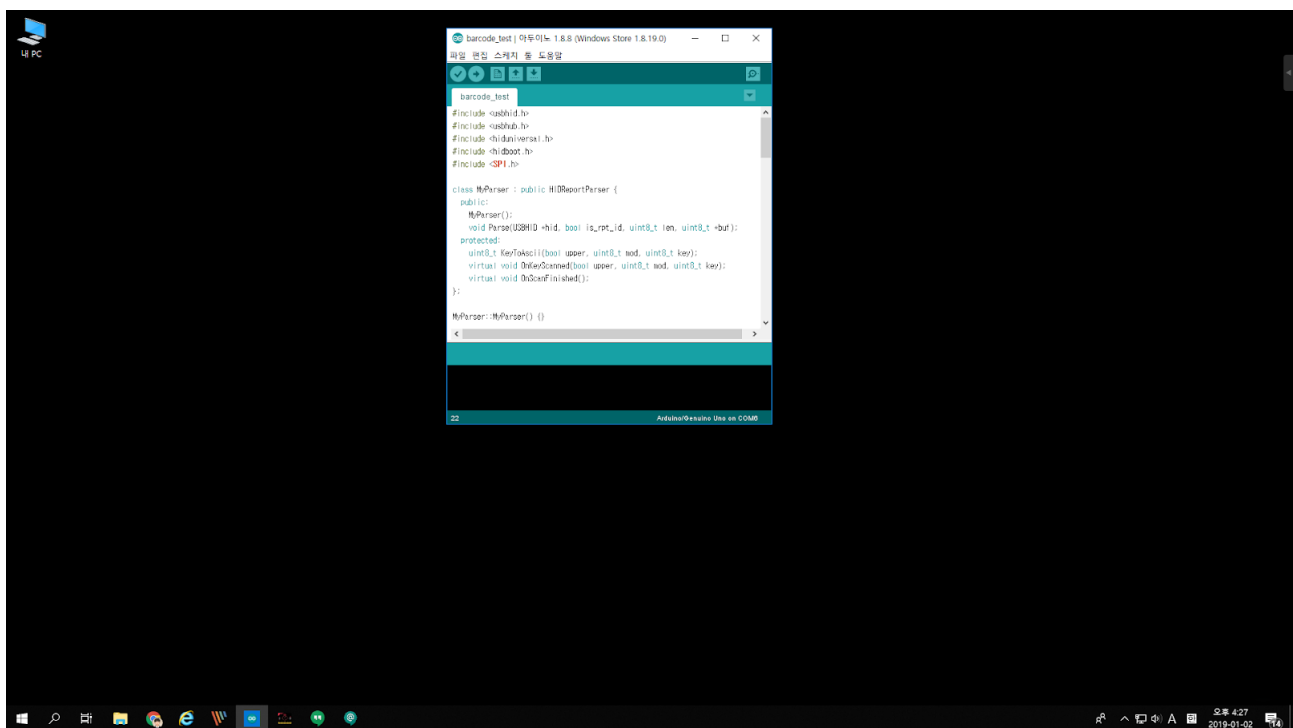 내 PC
barcode_test | 아두이노 1.8.8 (Windows Store 1.8.19.0)
파일 편집 스케치 툴 도움말
barcode_test
#include <usbhid.h>
#include <usbhub.h>
#include <hiduniversal.h>
#include <hidboot.h>
#include <SPI.h>
class MyParser : public HIDReportParser {
public:
MyParser();
void Parse(USBHID *hid, bool is_rpt_id, uint8_t len, uint8_t *buf);
protected:
uint8_t KeyToAscii(bool upper, uint8_t mod, uint8_t key);
virtual void OnKeyScanned(bool upper, uint8_t mod, uint8_t key);
virtual void OnScanFinished();
};
MyParser::MyParser() {}
22
Arduino/Genuino Uno on COM6
A
오후 4:27
2019-01-02
14